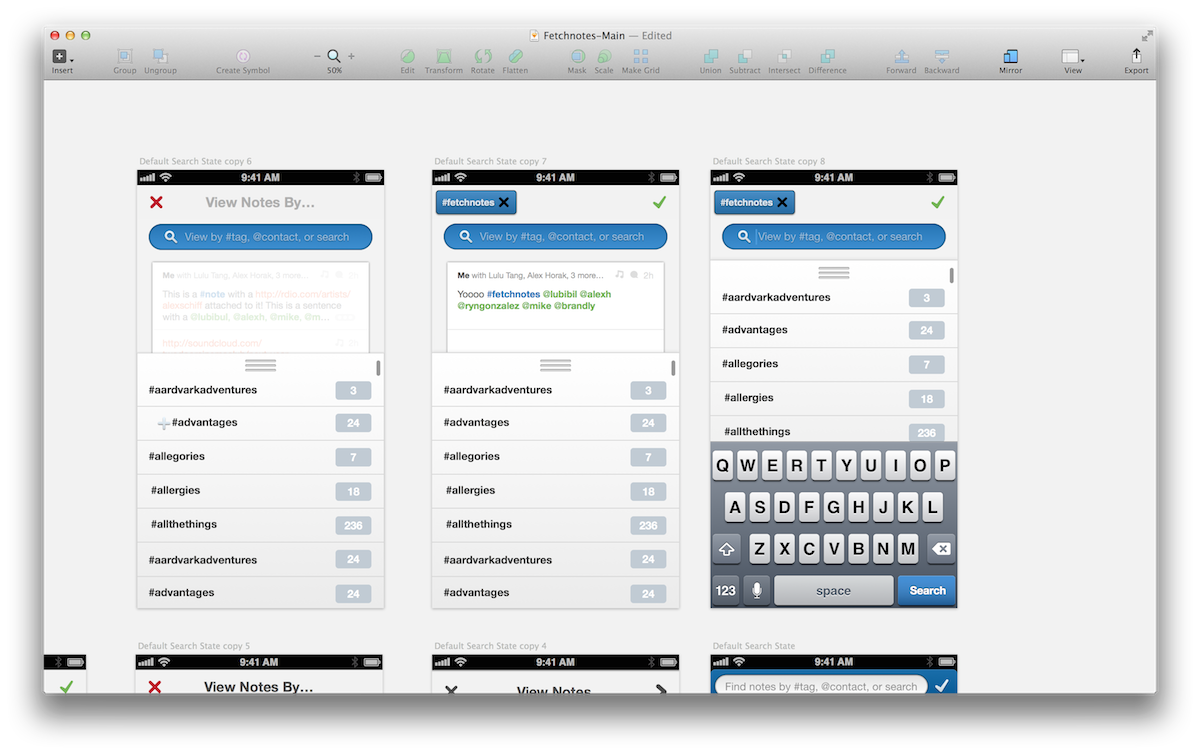 Fetchnotes-Main — Edited
Insert Group Ungroup Create Symbol 50% Edit Transform Rotate Flatten Mask Scale Make Grid Union Subtract Intersect Difference Forward Backward Mirror View Export
Default Search State copy 6
9:41 AM
View Notes By...
View by #tag, @contact, or search
Me with Lulu Tang, Alex Horak, 3 more... 2h
This is a #note with a http://rdio.com/artists/
alexschiff attached to it! This is a sentence
with a @lubibul, @alexh, @mike, @m...
http://soundcloud.com/
#aardvarkadventures 3
#advantages 24
#allegories 7
#allergies 18
#allthethings 236
#aardvarkadventures 24
#advantages 24
Default Search State copy 7
9:41 AM
#fetchnotes
View by #tag, @contact, or search
Me with Lulu Tang, Alex Horak, 3 more... 2h
Yoooo #fetchnotes @lubibil @alexh
@ryngonzalez @mike @brandly
#aardvarkadventures 3
#advantages 24
#allegories 7
#allergies 18
#allthethings 236
#aardvarkadventures 24
#advantages 24
Default Search State copy 8
9:41 AM
#fetchnotes
View by #tag, @contact, or search
#aardvarkadventures 3
#advantages 24
#allegories 7
#allergies 18
#allthethings 236
Q W E R T Y U I O P
A S D F G H J K L
Z X C V B N M
123 space Search
Default Search State copy 5
9:41 AM
View Notes By...
Default Search State copy 4
9:41 AM
View Notes
Default Search State
9:41 AM
Find notes by #tag, @contact, or search